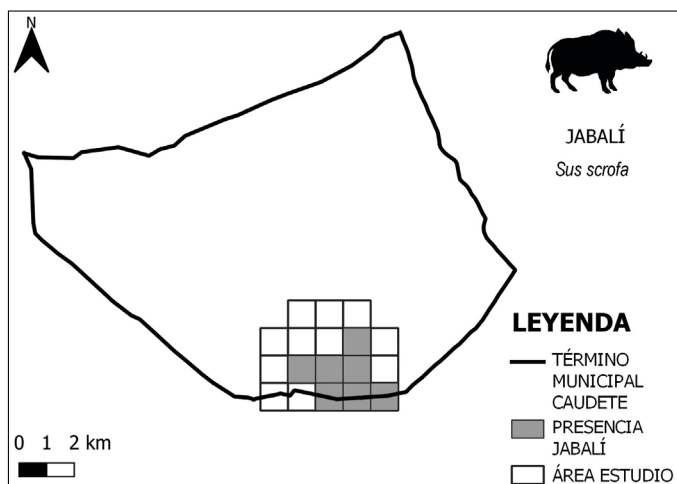 N
JABALÍ
Sus scrofa
LEYENDA
TÉRMINO
MUNICIPAL
CAUDETE
PRESENCIA
JABALÍ
ÁREA ESTUDIO
0 1 2 km